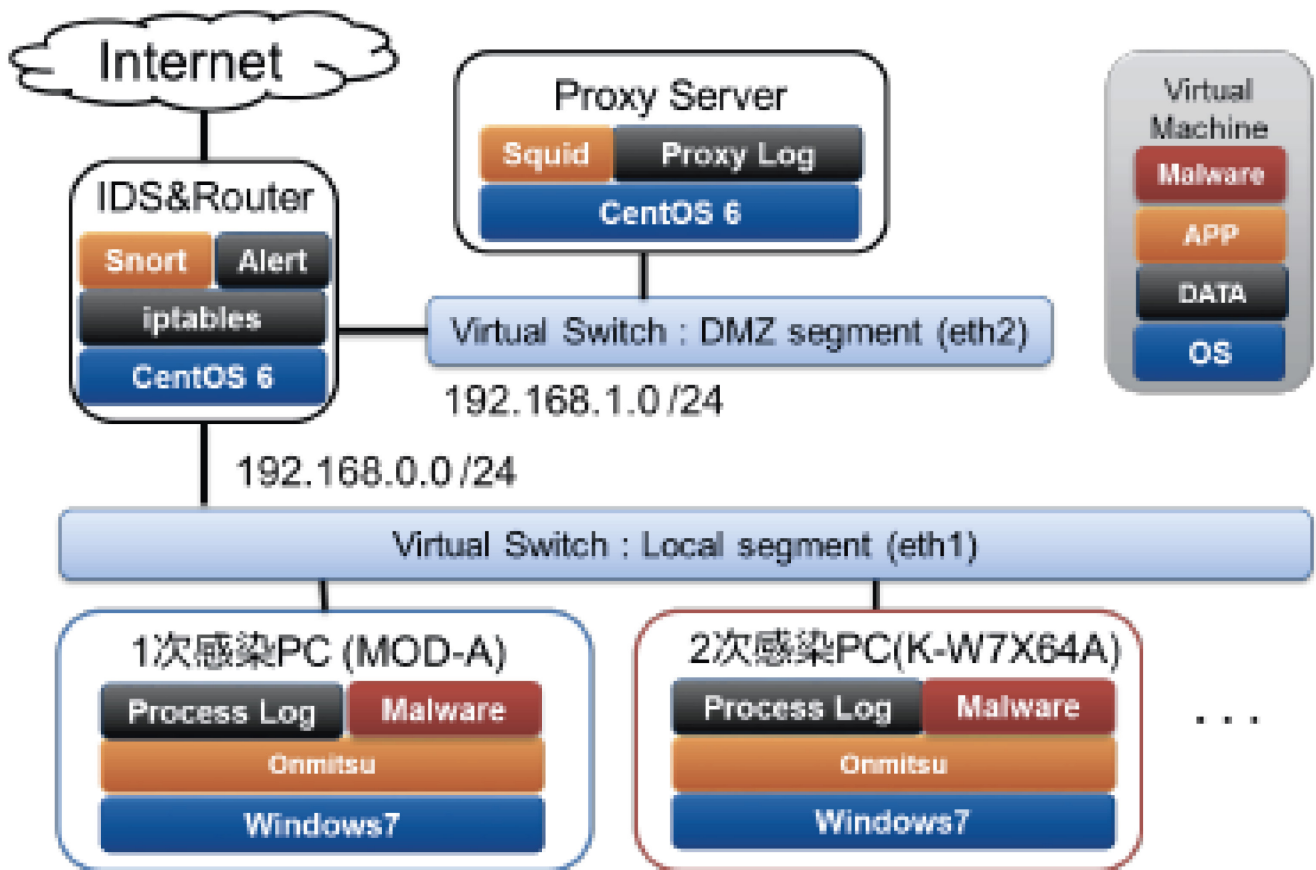 Internet
Proxy Server
Squid
Proxy Log
CentOS 6
IDS&Router
Snort
Alert
iptables
CentOS 6
Virtual Switch : DMZ segment (eth2)
192.168.1.0 /24
Virtual
Machine
Malware
APP
DATA
OS
192.168.0.0 /24
Virtual Switch : Local segment (eth1)
1次感染PC (MOD-A)
Process Log
Malware
Onmitsu
Windows7
2次感染PC(K-W7X64A)
Process Log
Malware
Onmitsu
Windows7
. . .